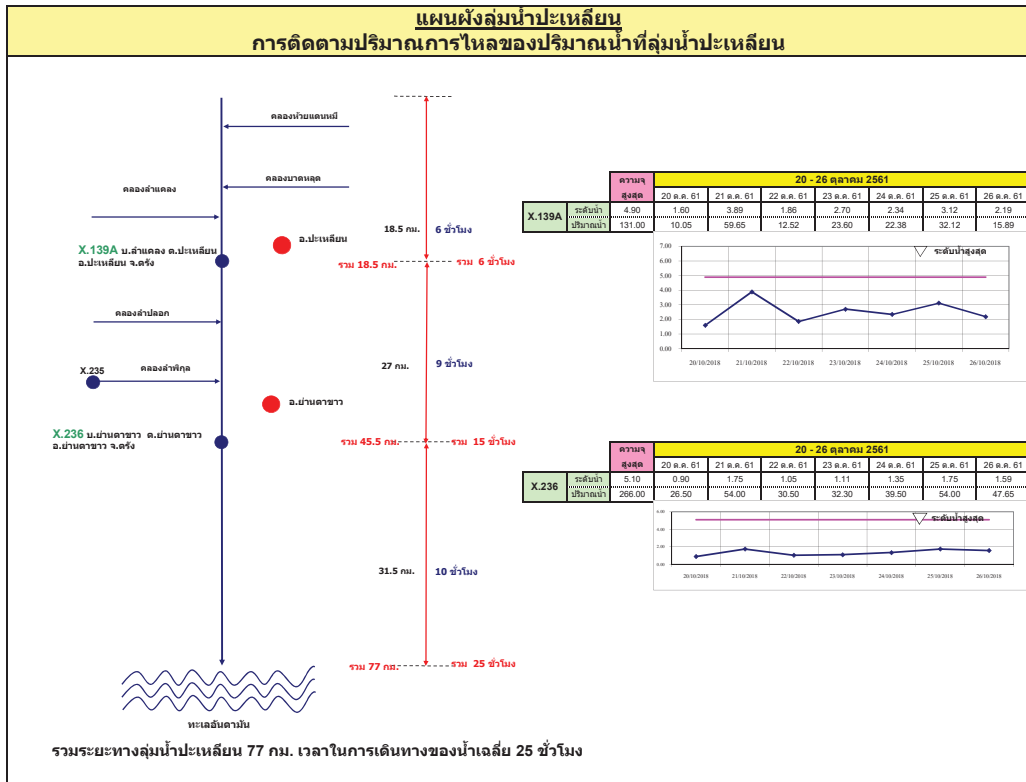 แผนผังลุ่มน้ำปะเหลียน
การติดตามปริมาณการไหลของปริมาณน้ำที่ลุ่มน้ำปะเหลียน
คลองห้วยแดนหมี
คลองบาดหลุด
คลองลำแคลง
อ.ปะเหลียน
18.5 กม.
6 ชั่วโมง
X.139A บ.ลำแคลง ต.ปะเหลียน
อ.ปะเหลียน จ.ตรัง
รวม 18.5 กม.
รวม 6 ชั่วโมง
คลองลำปลอก
X.235
คลองลำพิกุล
27 กม.
9 ชั่วโมง
อ.ย่านตาขาว
X.236 บ.ย่านตาขาว ต.ย่านตาขาว
อ.ย่านตาขาว จ.ตรัง
รวม 45.5 กม.
รวม 15 ชั่วโมง
31.5 กม.
10 ชั่วโมง
รวม 77 กม.
รวม 25 ชั่วโมง
ทะเลอันดามัน
รวมระยะทางลุ่มน้ำปะเหลียน 77 กม. เวลาในการเดินทางของน้ำเฉลี่ย 25 ชั่วโมง
ความจุ 20 - 26 ตุลาคม 2561
สูงสุด 20 ต.ค. 61 21 ต.ค. 61 22 ต.ค. 61 23 ต.ค. 61 24 ต.ค. 61 25 ต.ค. 61 26 ต.ค. 61
X.139A
ระดับน้ำ 4.90 1.60 3.89 1.86 2.70 2.34 3.12 2.19
ปริมาณน้ำ 131.00 10.05 59.65 12.52 23.60 22.38 32.12 15.89
ระดับน้ำสูงสุด
7.00
6.00
5.00
4.00
3.00
2.00
1.00
0.00
20/10/2018 21/10/2018 22/10/2018 23/10/2018 24/10/2018 25/10/2018 26/10/2018
ความจุ 20 - 26 ตุลาคม 2561
สูงสุด 20 ต.ค. 61 21 ต.ค. 61 22 ต.ค. 61 23 ต.ค. 61 24 ต.ค. 61 25 ต.ค. 61 26 ต.ค. 61
X.236
ระดับน้ำ 5.10 0.90 1.75 1.05 1.11 1.35 1.75 1.59
ปริมาณน้ำ 266.00 26.50 54.00 30.50 32.30 39.50 54.00 47.65
ระดับน้ำสูงสุด
6.00
4.00
2.00
0.00
20/10/2018 21/10/2018 22/10/2018 23/10/2018 24/10/2018 25/10/2018 26/10/2018